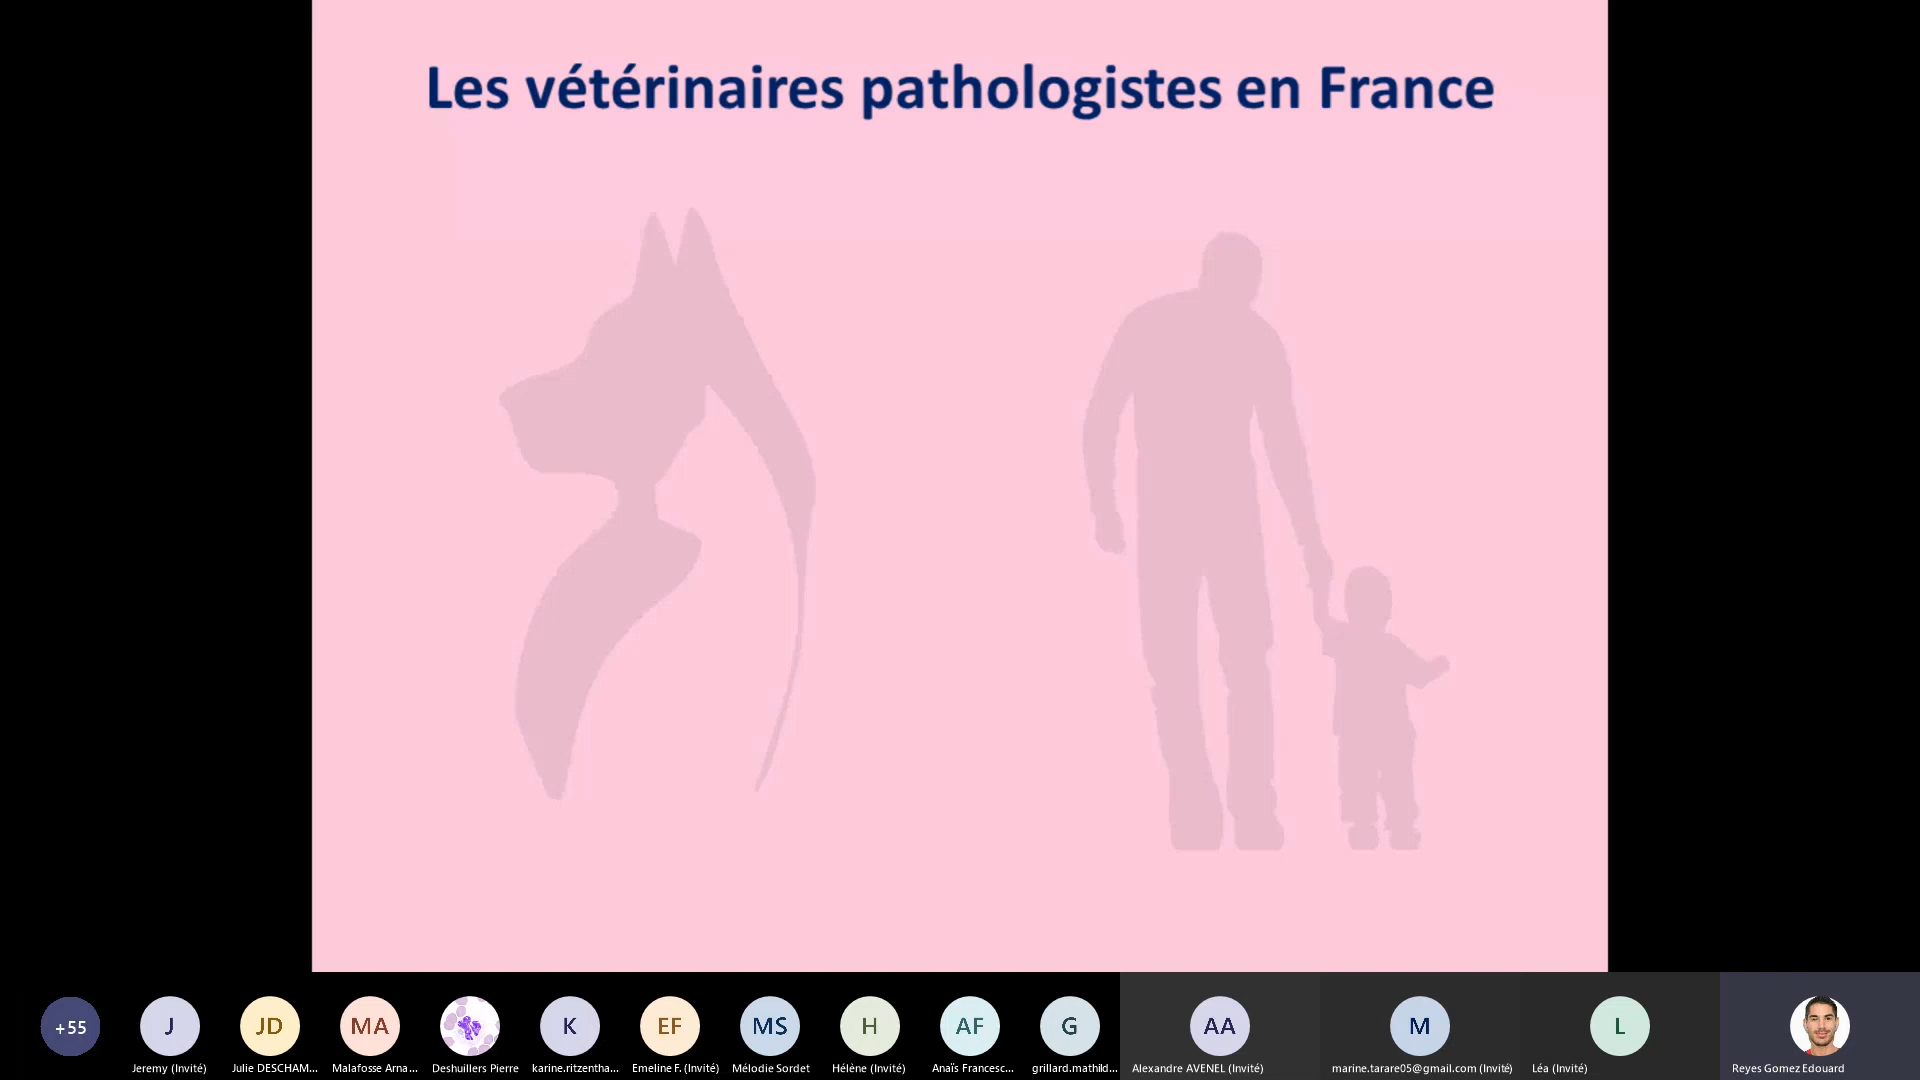 Les vétérinaires pathologistes en France
+55
J
JD
MA
K
EF
MS
H
AF
G
AA
M
L
Jeremy (Invité)
Julie DESCHAM...
Malafosse Arna...
Deshuillers Pierre
karine.ritzentha...
Emeline F. (Invité)
Mélodie Sordet
Hélène (Invité)
Anaïs Francesc...
grillard.mathild...
Alexandre AVENEL (Invité)
marine.tarare05@gmail.com (Invité)
Léa (Invité)
Reyes Gomez Edouard